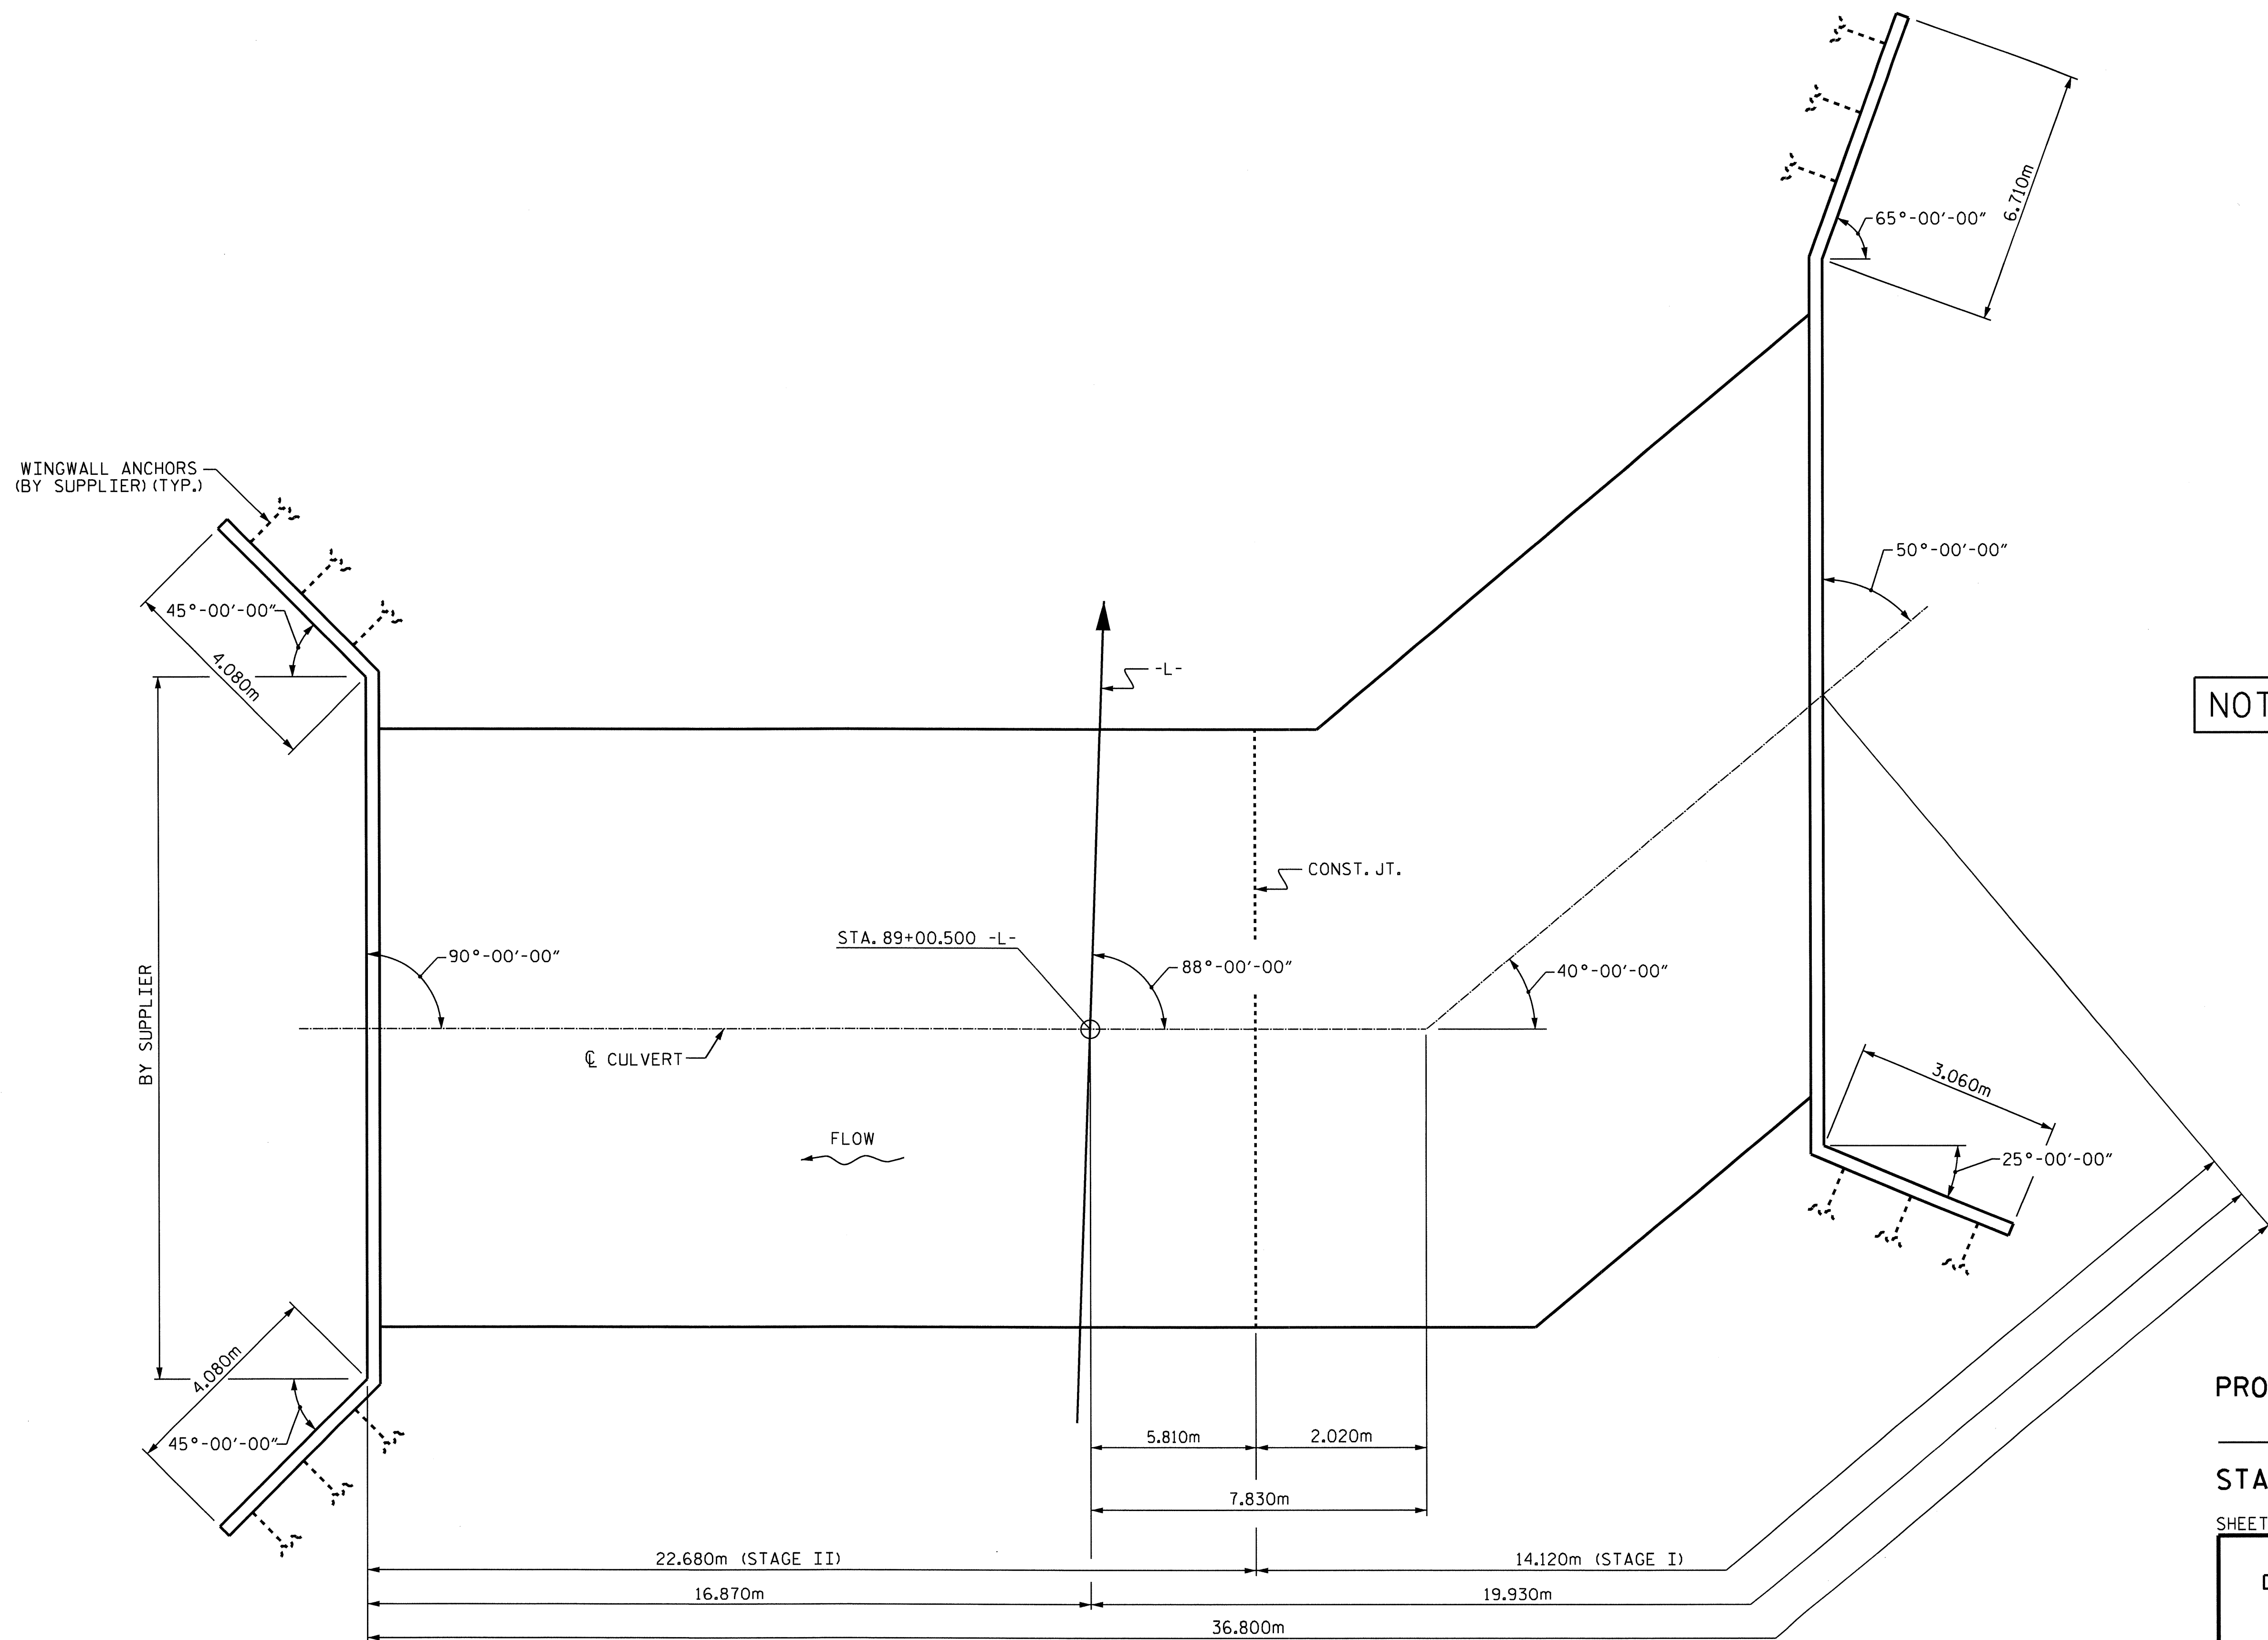 6.710m
65°-00'-00"
WINGWALL ANCHORS
(BY SUPPLIER)(TYP.)
50°-00'-00"
45°-00'-00"
4.080m
-L-
NOT
CONST. JT.
STA. 89+00.500 -L-
90°-00'-00"
88°-00'-00"
40°-00'-00"
BY SUPPLIER
℄ CULVERT
3.060m
FLOW
25°-00'-00"
4.080m
45°-00'-00"
PRO
5.810m
2.020m
7.830m
STA
SHEET
22.680m (STAGE II)
14.120m (STAGE I)
16.870m
19.930m
36.800m